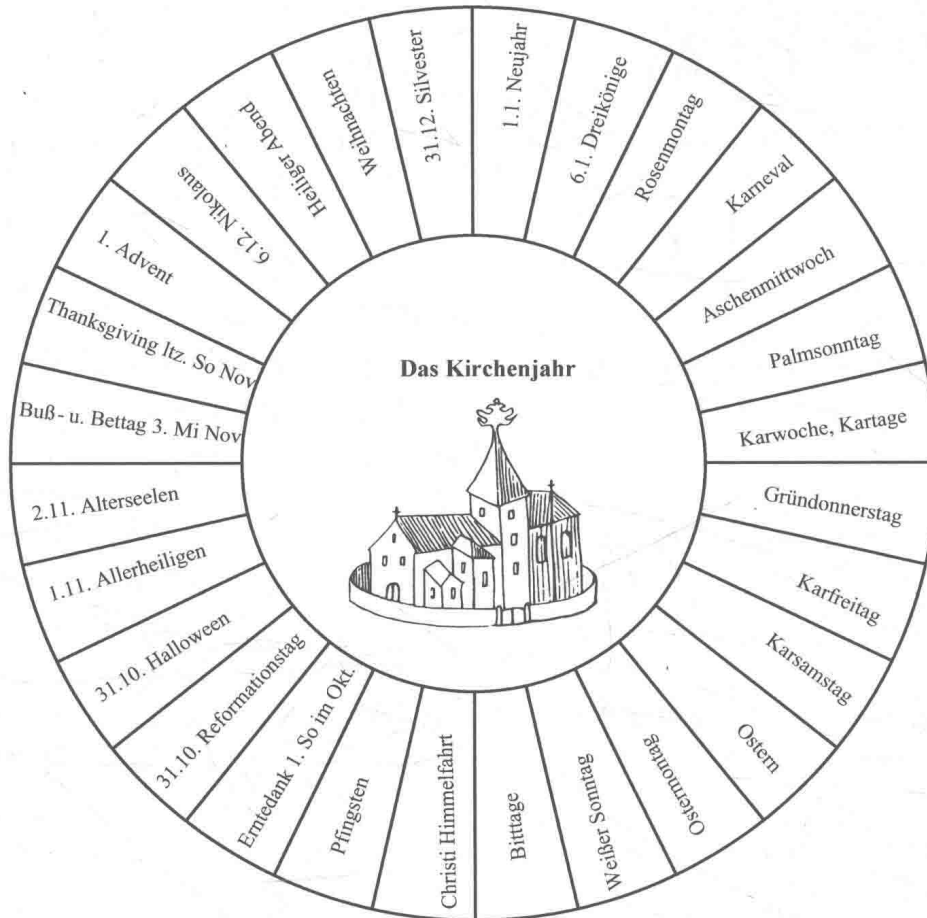 Das Kirchenjahr
1.1. Neujahr
6.1. Dreikönige
Rosenmontag
Karneval
Aschenmittwoch
Palmsonntag
Karwoche, Kartage
Gründonnerstag
Karfreitag
Karsamstag
Ostern
Ostermontag
Weißer Sonntag
Bitttage
Christi Himmelfahrt
Pfingsten
Erntedank 1. So im Okt.
31.10. Reformationstag
31.10. Halloween
1.11. Allerheiligen
2.11. Alterseelen
Buß- u. Bettag 3. Mi Nov
Thanksgiving ltz. So Nov
1. Advent
6.12. Nikolaus
Heiliger Abend
Weihnachten
31.12. Silvester